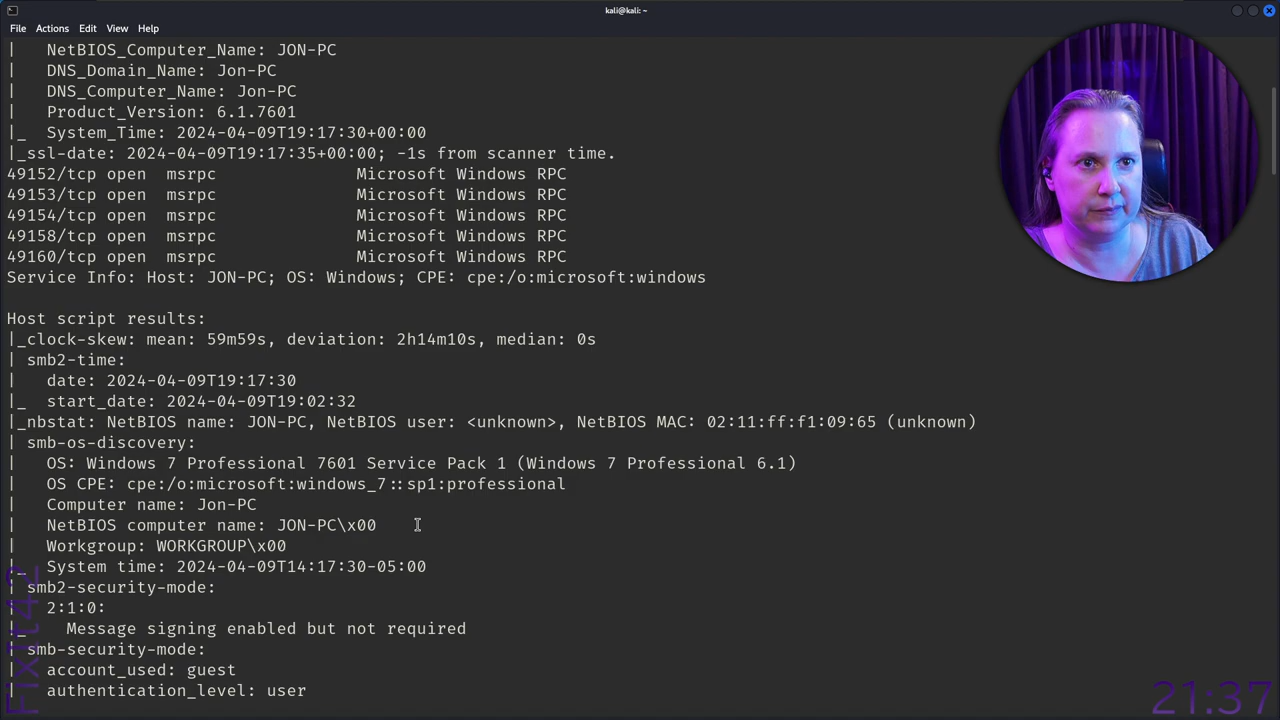 kali@kali: ~
File Actions Edit View Help
| NetBIOS_Computer_Name: JON-PC
| DNS_Domain_Name: Jon-PC
| DNS_Computer_Name: Jon-PC
| Product_Version: 6.1.7601
|_ System_Time: 2024-04-09T19:17:30+00:00
|_ssl-date: 2024-04-09T19:17:35+00:00; -1s from scanner time.
49152/tcp open msrpc Microsoft Windows RPC
49153/tcp open msrpc Microsoft Windows RPC
49154/tcp open msrpc Microsoft Windows RPC
49158/tcp open msrpc Microsoft Windows RPC
49160/tcp open msrpc Microsoft Windows RPC
Service Info: Host: JON-PC; OS: Windows; CPE: cpe:/o:microsoft:windows
Host script results:
|_clock-skew: mean: 59m59s, deviation: 2h14m10s, median: 0s
| smb2-time:
| date: 2024-04-09T19:17:30
|_ start_date: 2024-04-09T19:02:32
|_nbstat: NetBIOS name: JON-PC, NetBIOS user: <unknown>, NetBIOS MAC: 02:11:ff:f1:09:65 (unknown)
| smb-os-discovery:
| OS: Windows 7 Professional 7601 Service Pack 1 (Windows 7 Professional 6.1)
| OS CPE: cpe:/o:microsoft:windows_7::sp1:professional
| Computer name: Jon-PC
| NetBIOS computer name: JON-PC\x00
| Workgroup: WORKGROUP\x00
|_ System time: 2024-04-09T14:17:30-05:00
| smb2-security-mode:
| 2:1:0:
|_ Message signing enabled but not required
| smb-security-mode:
| account_used: guest
| authentication_level: user
Fixit42
21:37